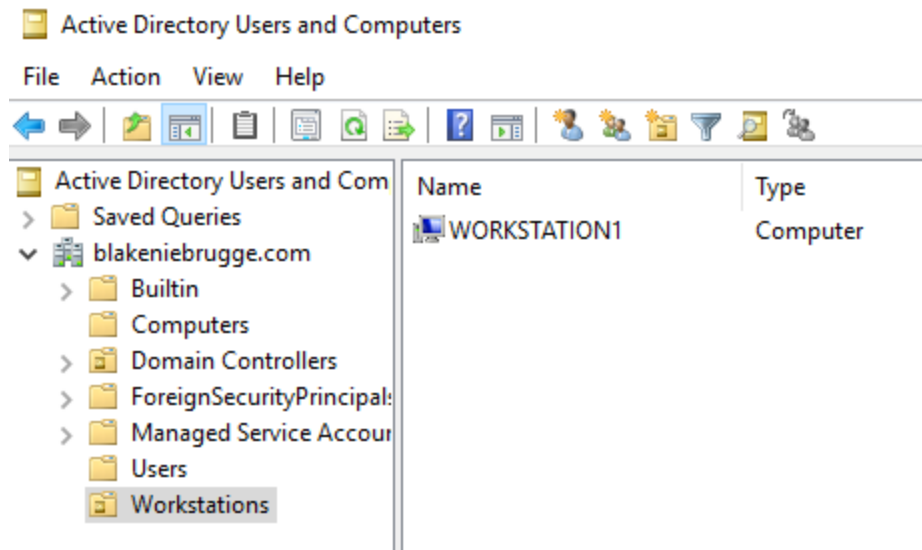 Active Directory Users and Computers
File Action View Help
Active Directory Users and Com
Name Type
Saved Queries
WORKSTATION1 Computer
blakeniebrugge.com
Builtin
Computers
Domain Controllers
ForeignSecurityPrincipals
Managed Service Accour
Users
Workstations